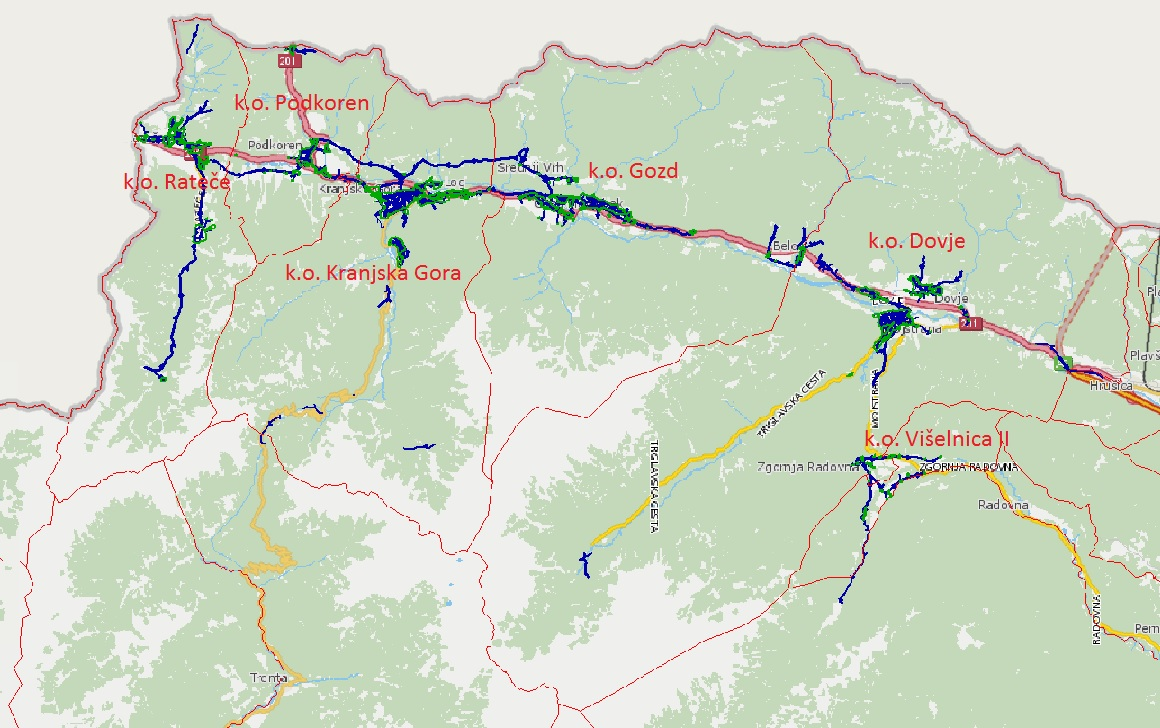 201
k.o. Podkoren
Podkoren
k.o. Rateče
Srednji Vrh
k.o. Gozd
k.o. Kranjska Gora
k.o. Dovje
Dovje
201
Hrušica
TRIGLAVSKA CESTA
MOJSTRANA
k.o. Višelnica II
Zgornja Radovna
ZGORNJA RADOVNA
TRIGLAVSKA CESTA
Radovna
RADOVNA
Trenta